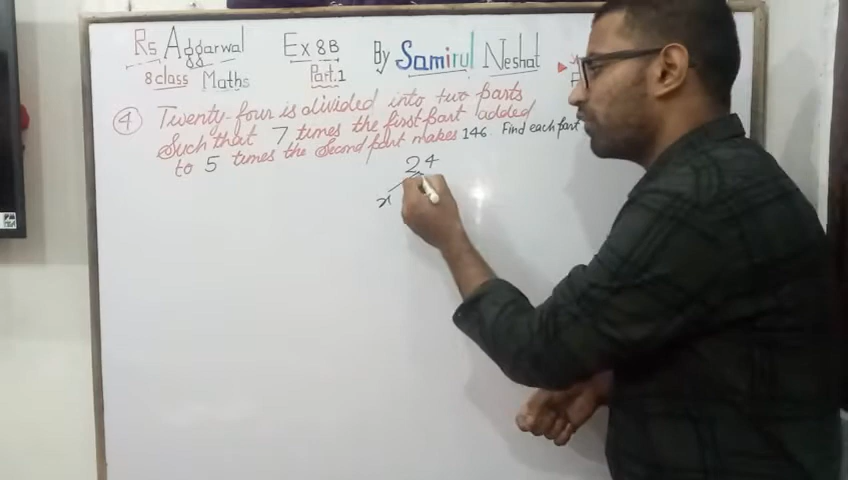 Rs Aggarwal Ex 8B By Samirul Neshat
8 class Maths Part.1
④ Twenty-four is divided into two parts
Such that 7 times the first part added
to 5 times the Second part makes 146. Find each part
24
x